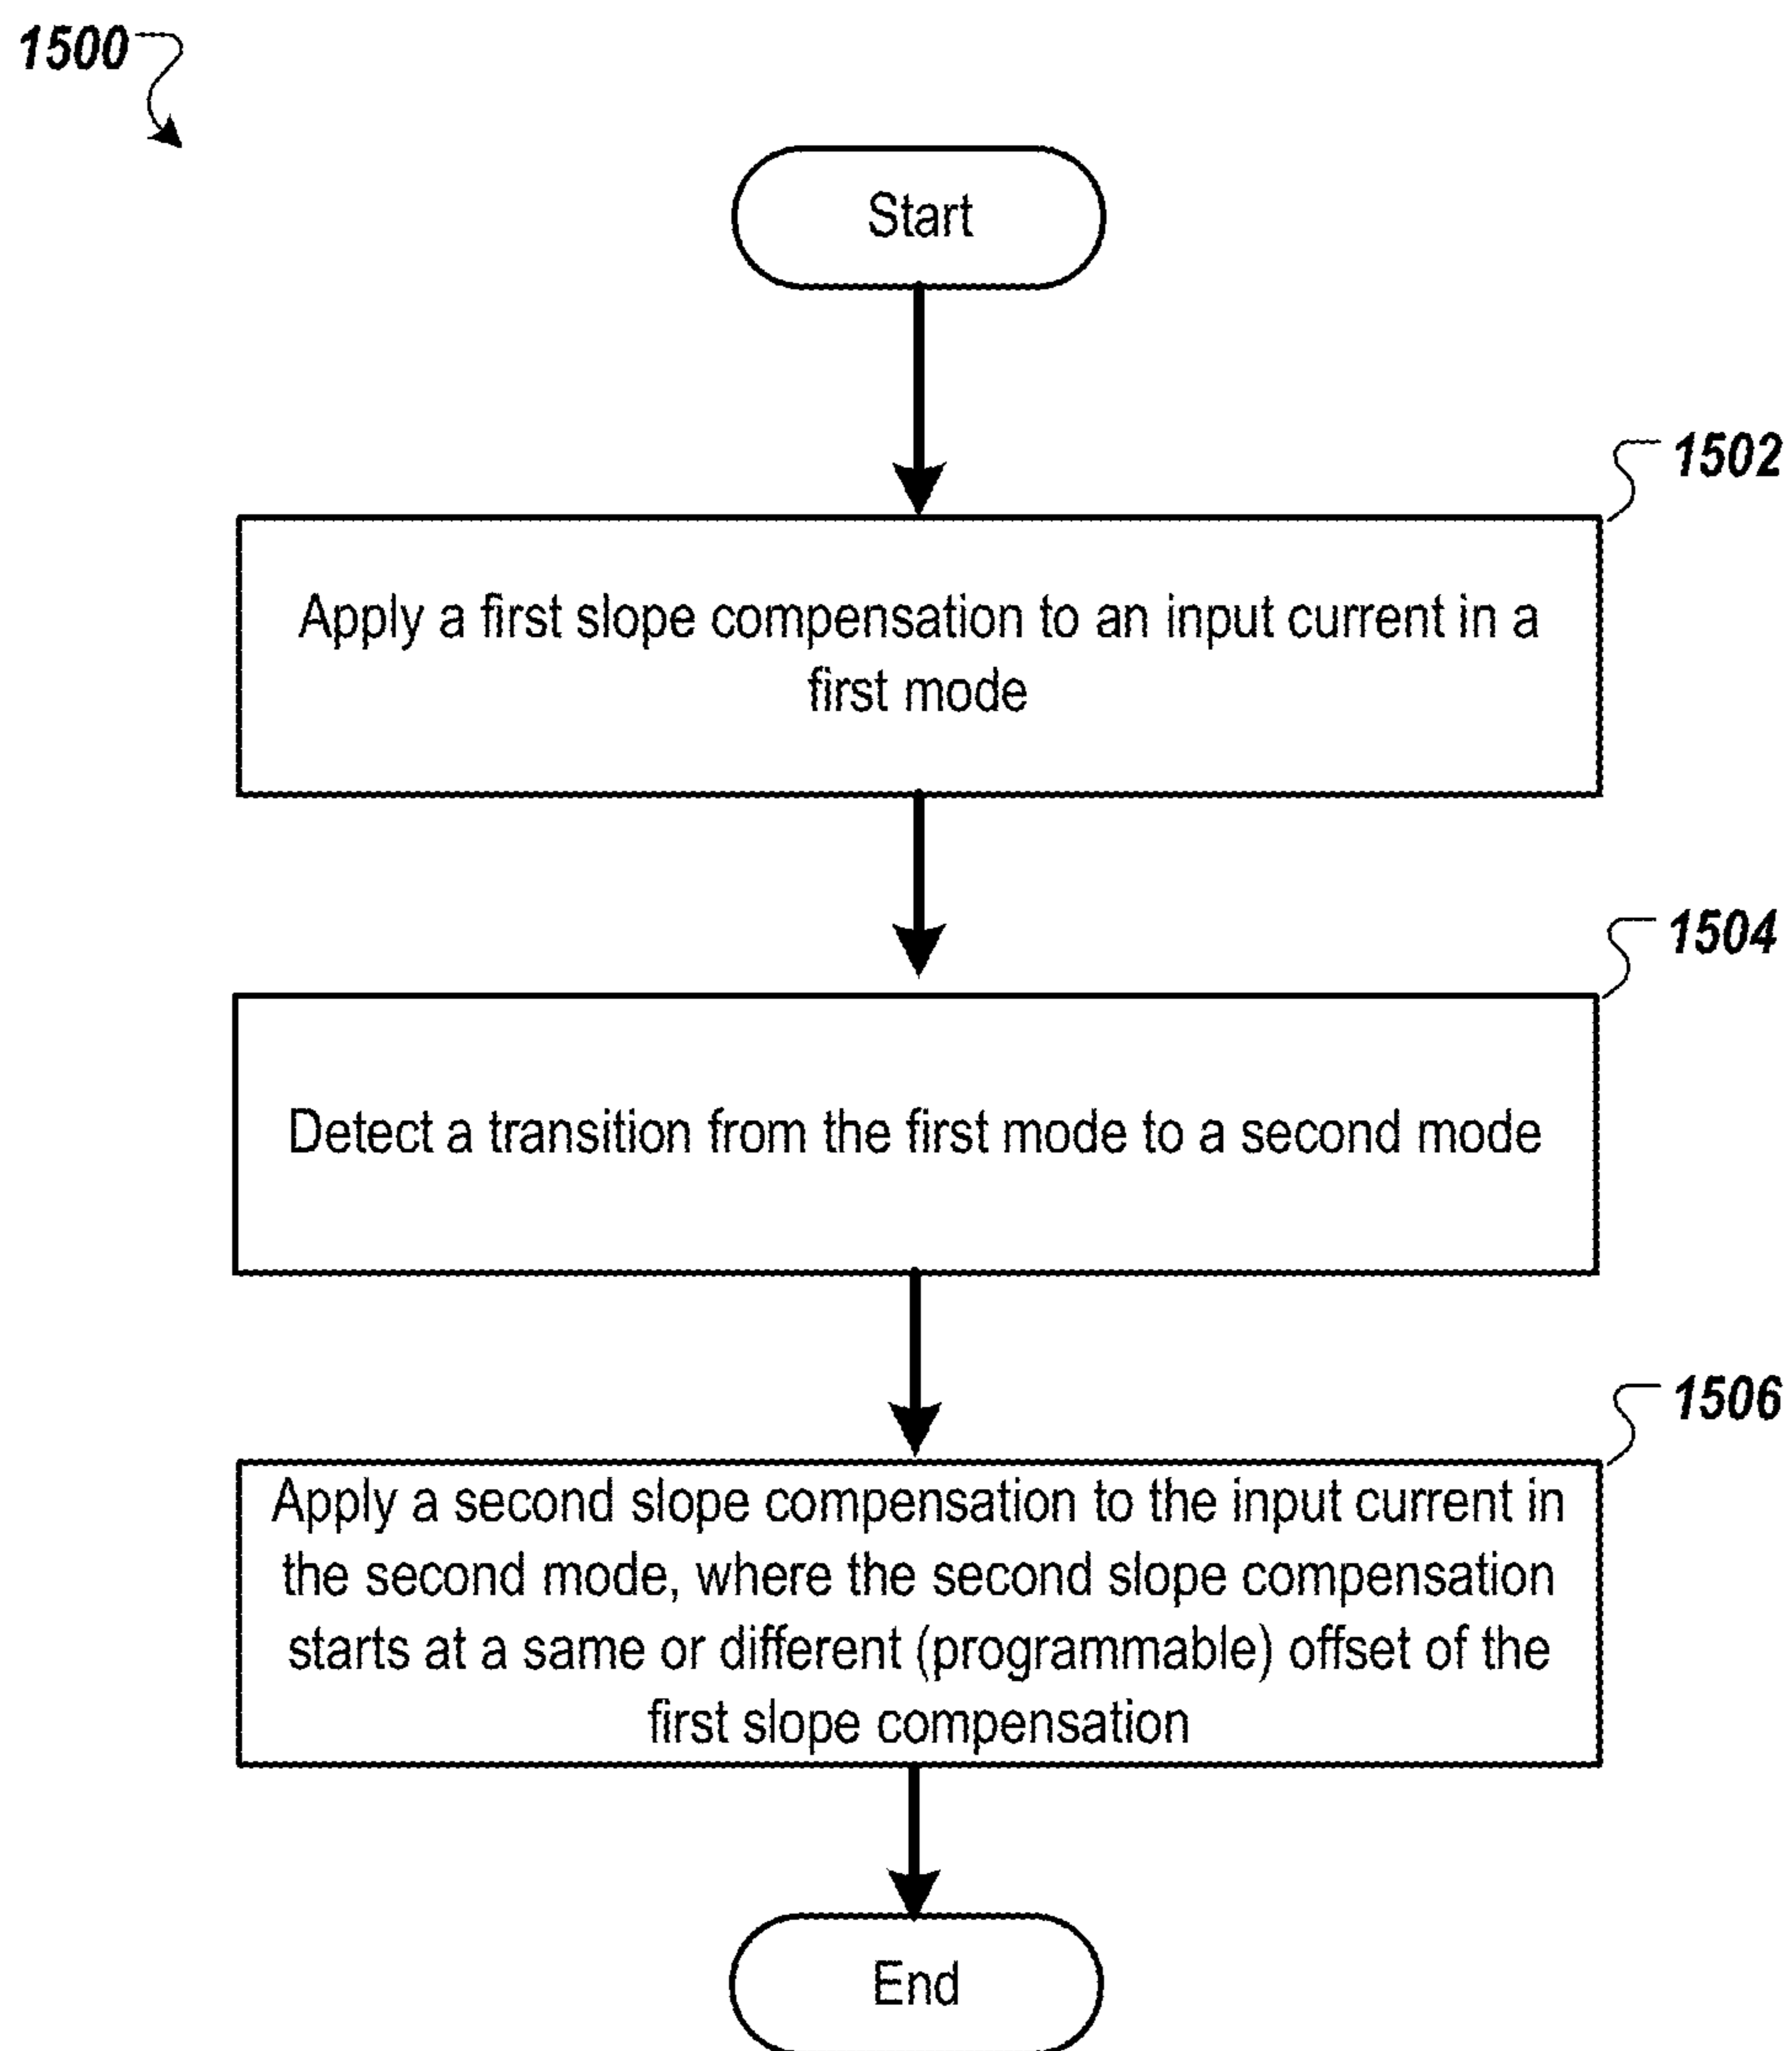 1500
Start
1502
Apply a first slope compensation to an input current in a
first mode
1504
Detect a transition from the first mode to a second mode
1506
Apply a second slope compensation to the input current in
the second mode, where the second slope compensation
starts at a same or different (programmable) offset of the
first slope compensation
End